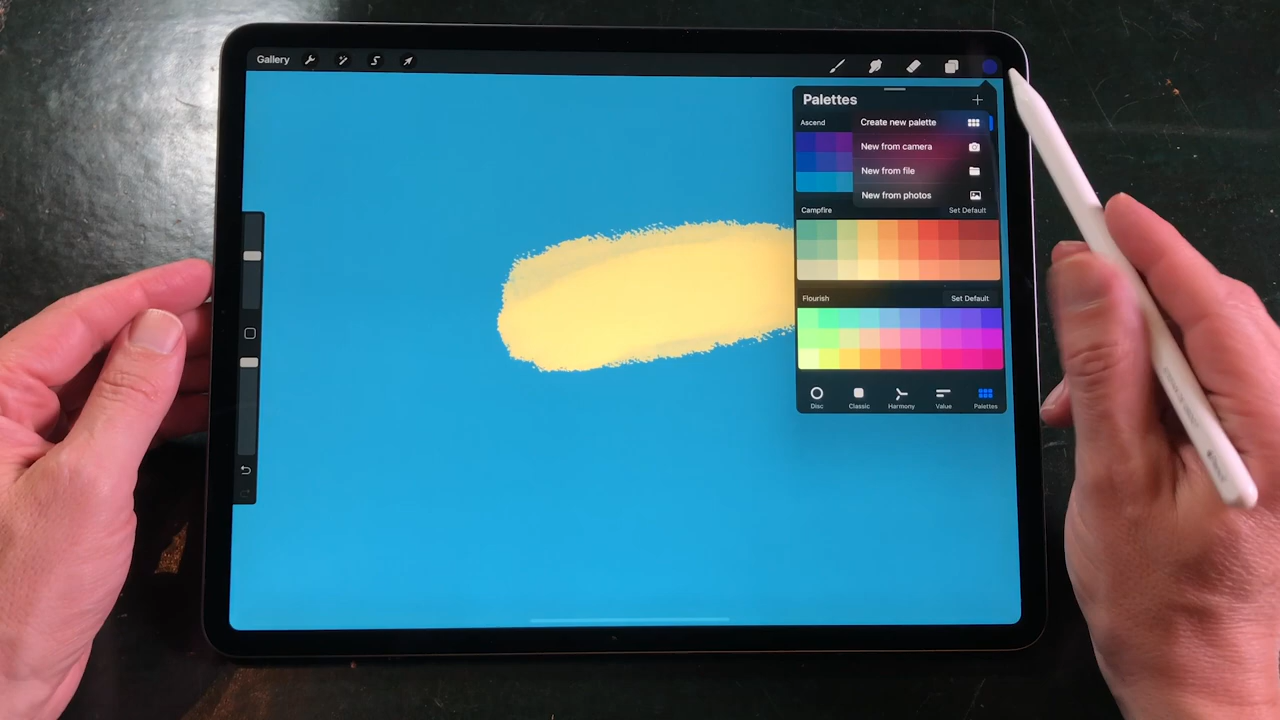 Gallery
Palettes
Ascend
Create new palette
New from camera
New from file
New from photos
Campfire
Set Default
Flourish
Set Default
Disc
Classic
Harmony
Value
Palettes